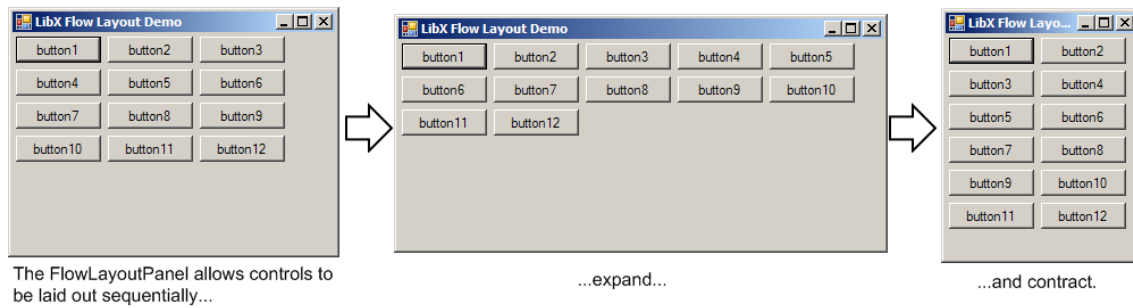 LibX Flow Layout Demo
button1 button2 button3
button4 button5 button6
button7 button8 button9
button10 button11 button12
The FlowLayoutPanel allows controls to
be laid out sequentially...
LibX Flow Layout Demo
button1 button2 button3 button4 button5
button6 button7 button8 button9 button10
button11 button12
...expand...
LibX Flow Layo...
button1 button2
button3 button4
button5 button6
button7 button8
button9 button10
button11 button12
...and contract.